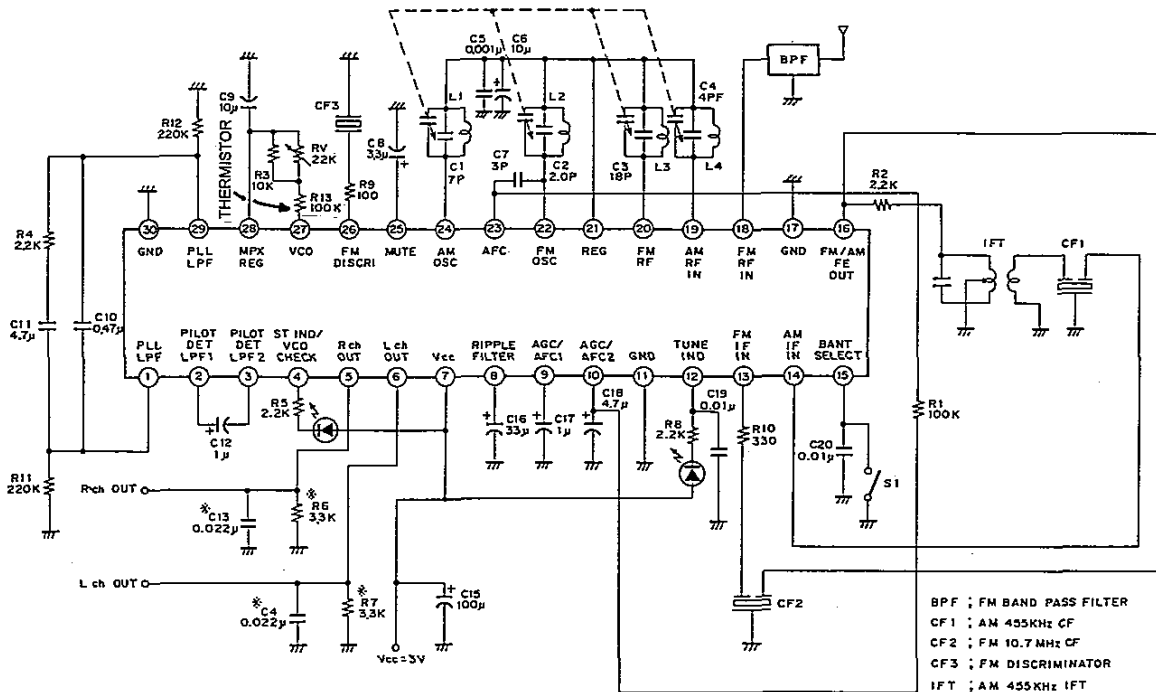 C5
0.001μ
C6
10μ
BPF
C9
10μ
CF3
L1
L2
C4
4PF
R12
220K
THERMISTOR
R3
10K
RV
22K
R13
100K
R9
100
C8
3.3μ
C1
7P
C7
3P
C2
2.0P
C3
18P
L3
L4
R2
2.2K
R4
2.2K
30
29
28
27
26
25
24
23
22
21
20
19
18
17
16
GND
PLL
LPF
MPX
REG
VCO
FM
DISCRI
MUTE
AM
OSC
AFC
FM
OSC
REG
FM
RF
AM
RF
IN
FM
RF
IN
GND
FM/AM
FE
OUT
IFT
CF1
C11
4.7μ
C10
0.47μ
PLL
LPF
PILOT
DET
LPF1
PILOT
DET
LPF2
ST IND/
VCO
CHECK
Rch
OUT
L ch
OUT
Vcc
RIPPLE
FILTER
AGC/
AFC1
AGC/
AFC2
GND
TUNE
IND
FM
IF
IN
AM
IF
IN
BANT
SELECT
1
2
3
4
5
6
7
8
9
10
11
12
13
14
15
R5
2.2K
C12
1μ
C16
33μ
C17
1μ
C18
4.7μ
C19
0.01μ
R8
2.2K
R10
330
C20
0.01μ
S1
R1
100K
R11
220K
Rch OUT
※C13
0.022μ
※
R6
3.3K
L ch OUT
※C4
0.022μ
※
R7
3.3K
C15
100μ
Vcc=3V
CF2
BPF ; FM BAND PASS FILTER
CF1 ; AM 455KHz CF
CF2 ; FM 10.7 MHz CF
CF3 ; FM DISCRIMINATOR
IFT ; AM 455KHz IFT